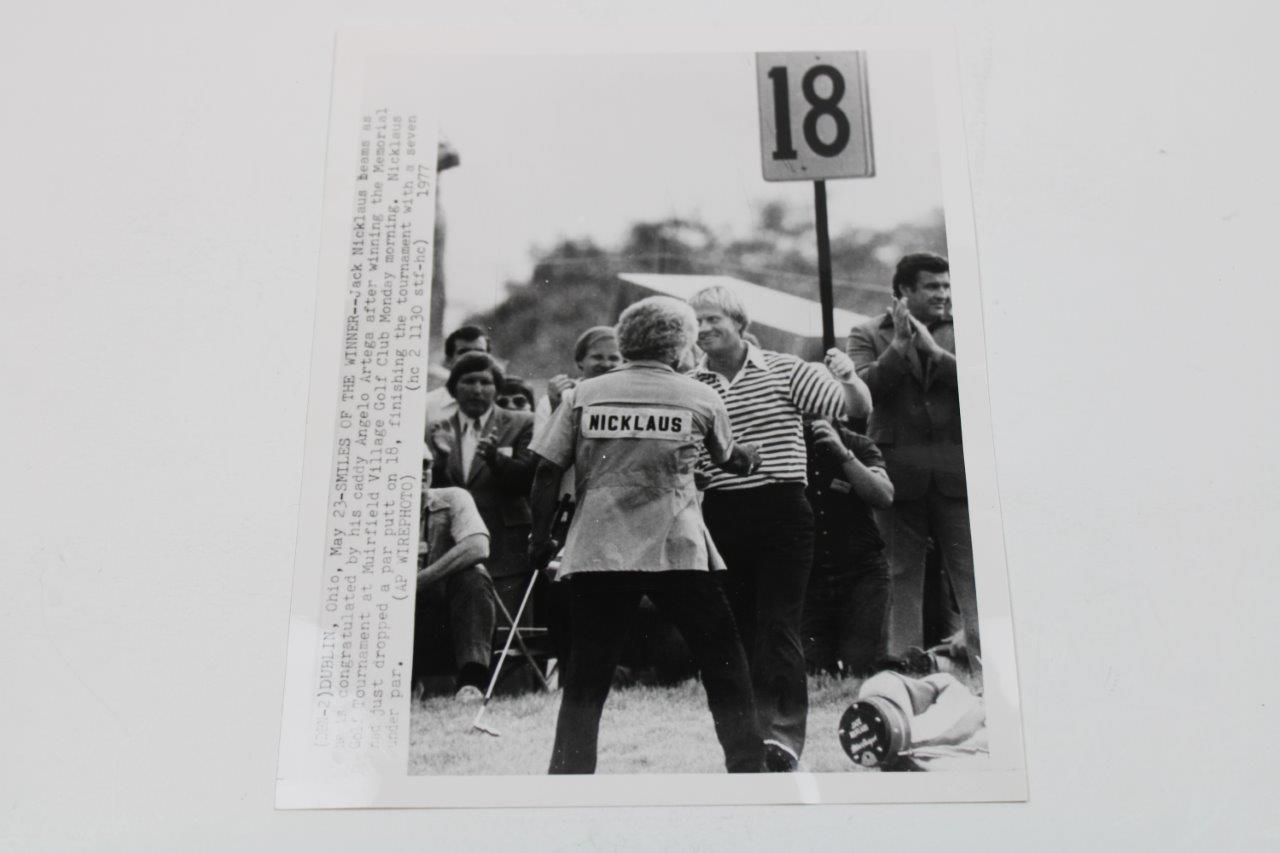 DUBLIN, Ohio, May 23-SMILES OF THE WINNER--Jack Nicklaus beams as
he is congratulated by his caddy Angelo Artega after winning the Memorial
Golf Tournament at Muirfield Village Golf Club Monday morning. Nicklaus
had just dropped a par putt on 18, finishing the tournament with a seven
under par. (AP WIREPHOTO) (hc 2 1130 stf-hc) 1977
18
NICKLAUS